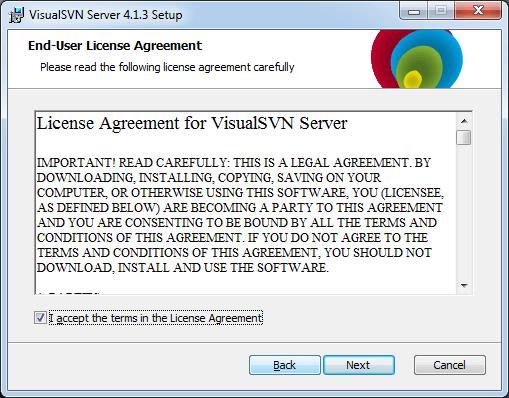 VisualSVN Server 4.1.3 Setup
End-User License Agreement
Please read the following license agreement carefully
License Agreement for VisualSVN Server
IMPORTANT! READ CAREFULLY: THIS IS A LEGAL AGREEMENT. BY
DOWNLOADING, INSTALLING, COPYING, SAVING ON YOUR
COMPUTER, OR OTHERWISE USING THIS SOFTWARE, YOU (LICENSEE,
AS DEFINED BELOW) ARE BECOMING A PARTY TO THIS AGREEMENT
AND YOU ARE CONSENTING TO BE BOUND BY ALL THE TERMS AND
CONDITIONS OF THIS AGREEMENT. IF YOU DO NOT AGREE TO THE
TERMS AND CONDITIONS OF THIS AGREEMENT, YOU SHOULD NOT
DOWNLOAD, INSTALL AND USE THE SOFTWARE.
I accept the terms in the License Agreement
Back
Next
Cancel